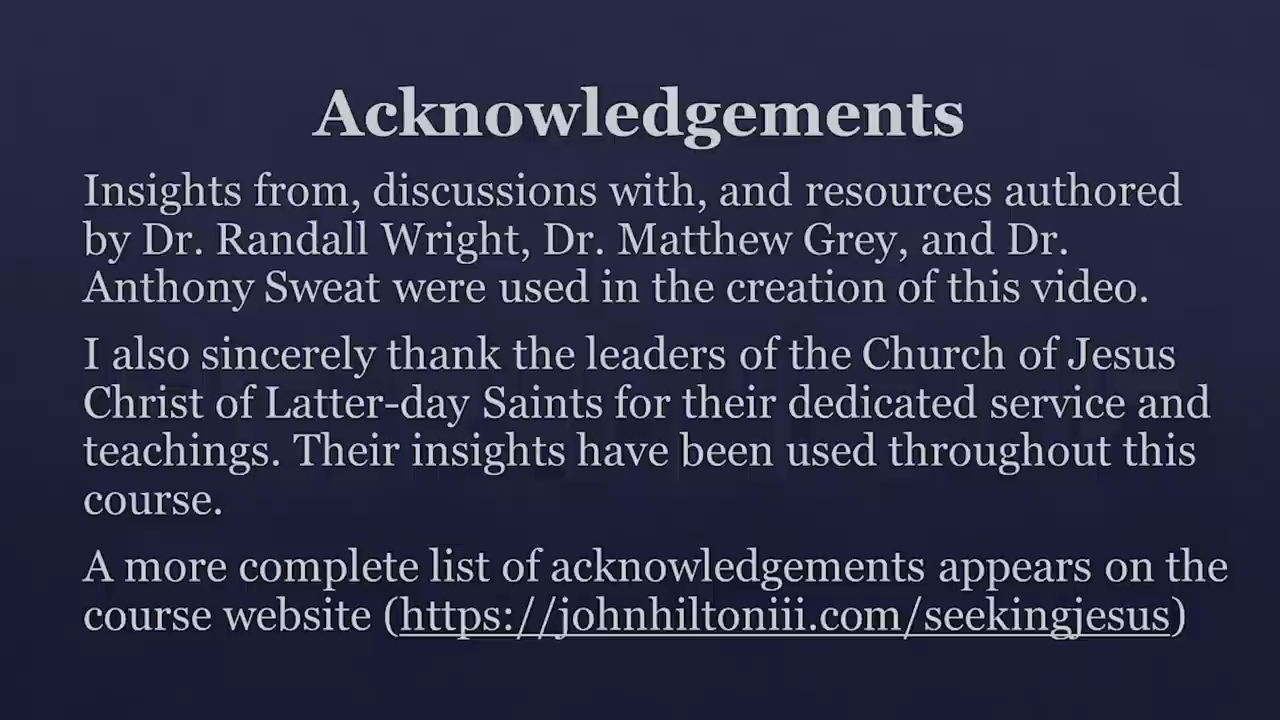 Acknowledgements
Insights from, discussions with, and resources authored
by Dr. Randall Wright, Dr. Matthew Grey, and Dr.
Anthony Sweat were used in the creation of this video.
I also sincerely thank the leaders of the Church of Jesus
Christ of Latter-day Saints for their dedicated service and
teachings. Their insights have been used throughout this
course.
A more complete list of acknowledgements appears on the
course website (https://johnhiltoniii.com/seekingjesus)